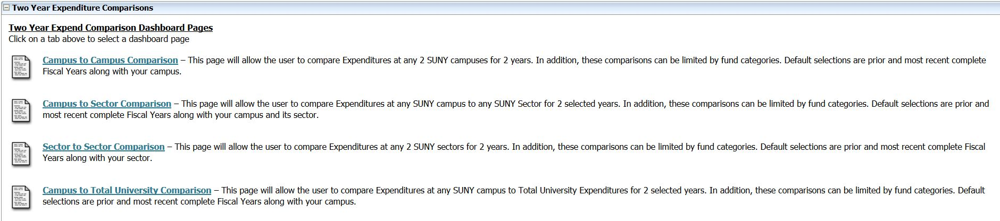 Two Year Expenditure Comparisons
Two Year Expend Comparison Dashboard Pages
Click on a tab above to select a dashboard page
Campus to Campus Comparison – This page will allow the user to compare Expenditures at any 2 SUNY campuses for 2 years. In addition, these comparisons can be limited by fund categories. Default selections are prior and most recent complete
Fiscal Years along with your campus.
Campus to Sector Comparison – This page will allow the user to compare Expenditures at any SUNY campus to any SUNY Sector for 2 selected years. In addition, these comparisons can be limited by fund categories. Default selections are prior and
most recent complete Fiscal Years along with your campus and its sector.
Sector to Sector Comparison – This page will allow the user to compare Expenditures at any 2 SUNY sectors for 2 years. In addition, these comparisons can be limited by fund categories. Default selections are prior and most recent complete Fiscal
Years along with your sector.
Campus to Total University Comparison – This page will allow the user to compare Expenditures at any SUNY campus to Total University Expenditures for 2 selected years. In addition, these comparisons can be limited by fund categories. Default
selections are prior and most recent complete Fiscal Years along with your campus.